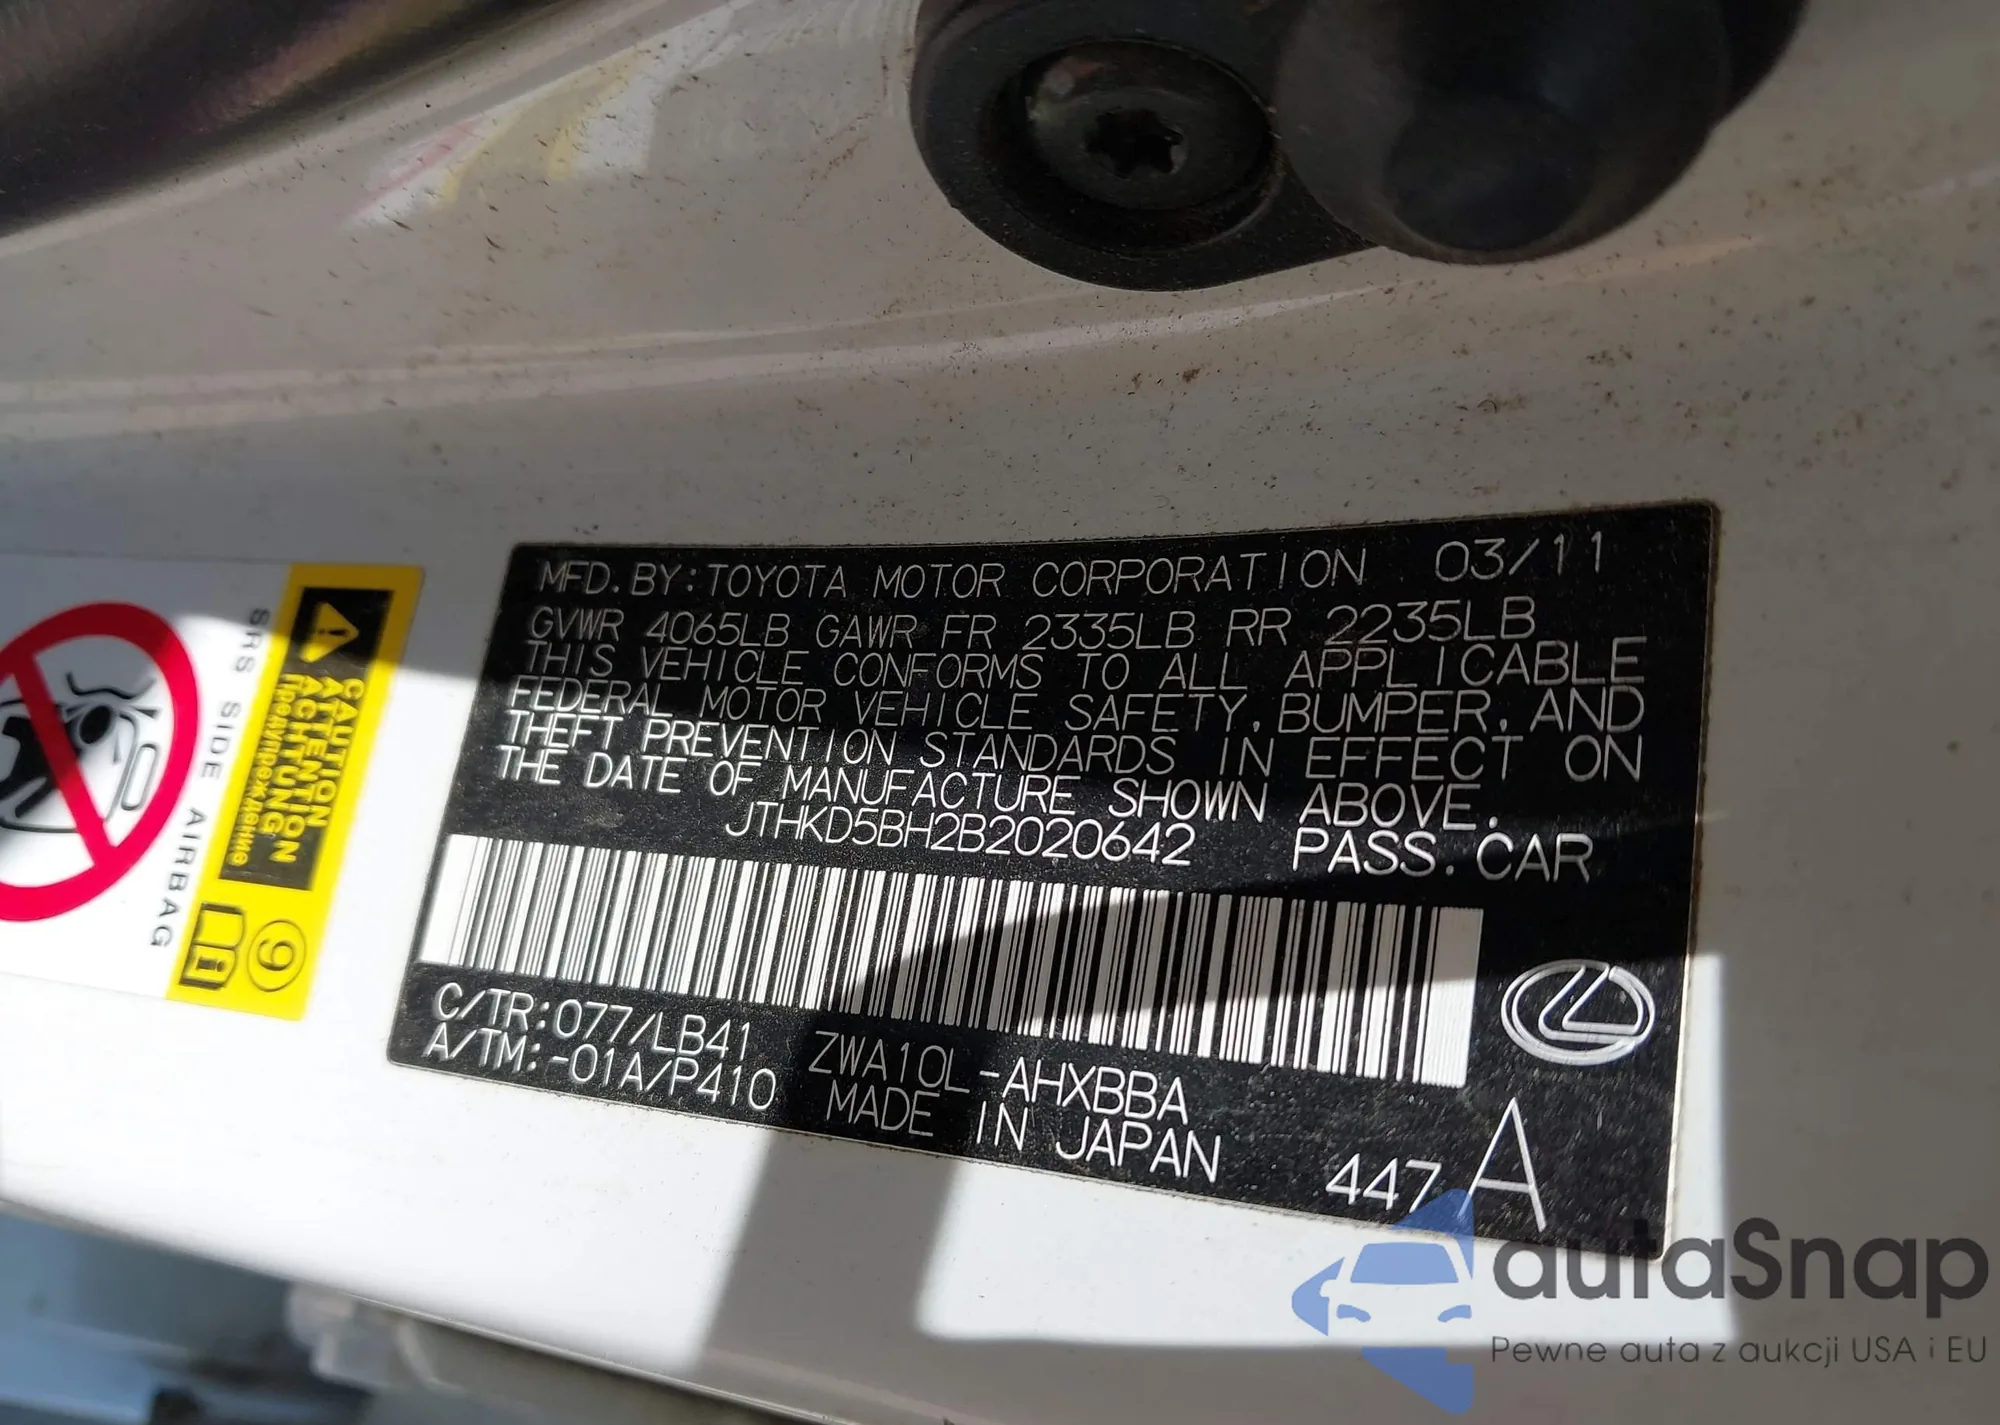 MFD. BY: TOYOTA MOTOR CORPORATION 03/11
GVWR 4065LB GAWR FR 2335LB RR 2235LB
THIS VEHICLE CONFORMS TO ALL APPLICABLE
FEDERAL MOTOR VEHICLE SAFETY, BUMPER, AND
THEFT PREVENTION STANDARDS IN EFFECT ON
THE DATE OF MANUFACTURE SHOWN ABOVE.
JTHKD5BH2B2020642 PASS. CAR
C/TR: 077/LB41 ZWA10L-AHXBBA
A/TM: -01A/P410 MADE IN JAPAN 447 A
CAUTION
ATTENTION
ACHTUNG
Предупреждение
SRS SIDE AIRBAG
9
autaSnap
Pewne auta z aukcji USA i EU